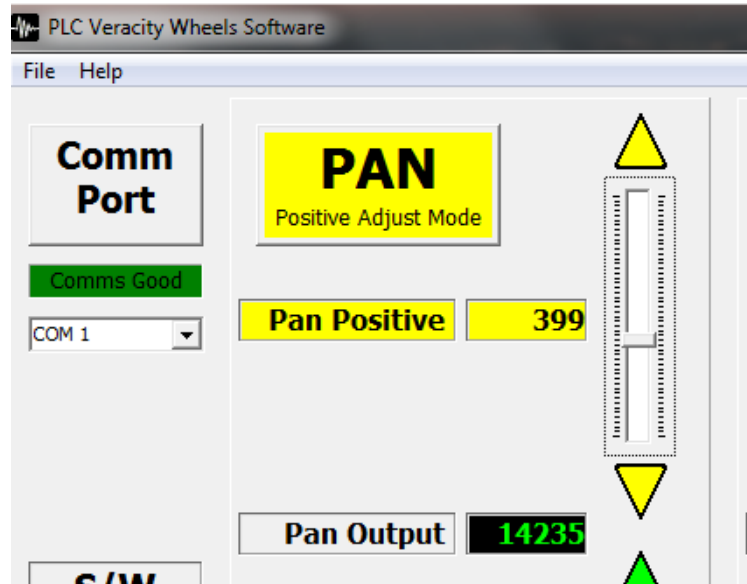 PLC Veracity Wheels Software
File Help
Comm
Port
PAN
Positive Adjust Mode
Comms Good
COM 1
Pan Positive 399
Pan Output 14235
S/W